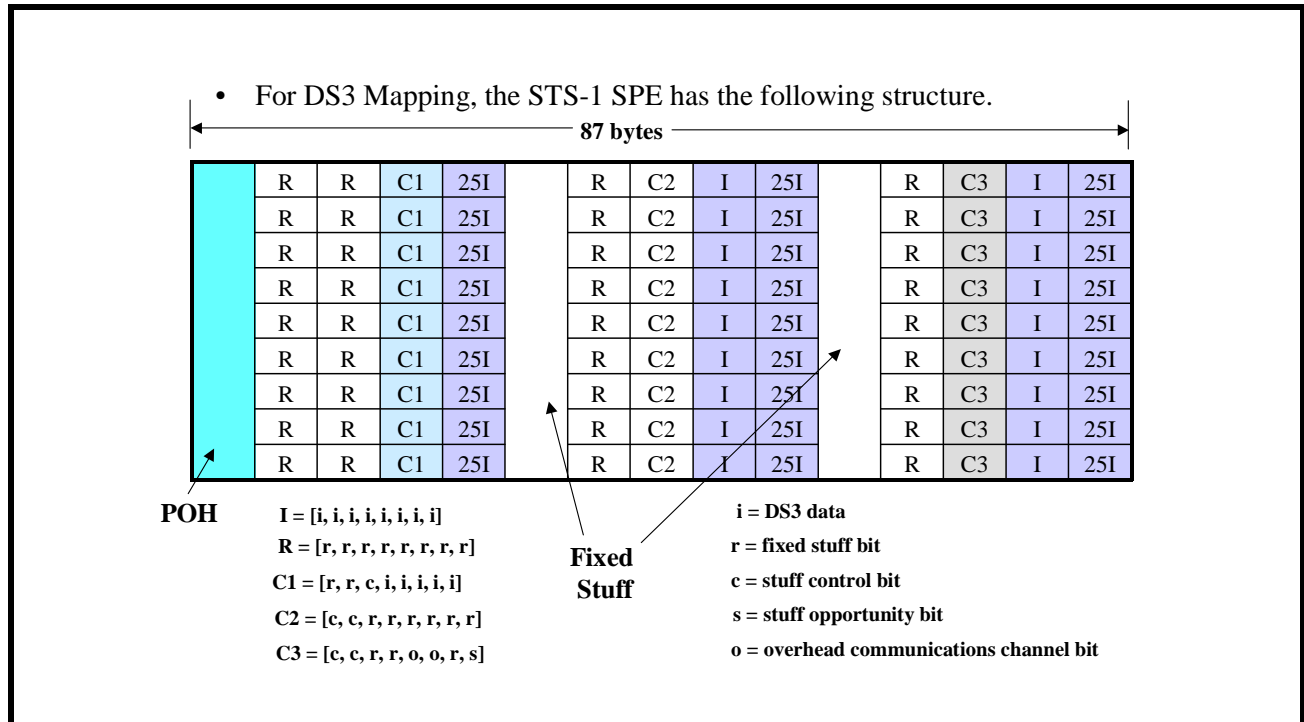 • For DS3 Mapping, the STS-1 SPE has the following structure.
87 bytes
R R C1 25I R C2 I 25I R C3 I 25I
R R C1 25I R C2 I 25I R C3 I 25I
R R C1 25I R C2 I 25I R C3 I 25I
R R C1 25I R C2 I 25I R C3 I 25I
R R C1 25I R C2 I 25I R C3 I 25I
R R C1 25I R C2 I 25I R C3 I 25I
R R C1 25I R C2 I 25I R C3 I 25I
R R C1 25I R C2 I 25I R C3 I 25I
R R C1 25I R C2 I 25I R C3 I 25I
POH
I = [i, i, i, i, i, i, i, i]
R = [r, r, r, r, r, r, r, r]
C1 = [r, r, c, i, i, i, i, i]
C2 = [c, c, r, r, r, r, r, r]
C3 = [c, c, r, r, o, o, r, s]
Fixed
Stuff
i = DS3 data
r = fixed stuff bit
c = stuff control bit
s = stuff opportunity bit
o = overhead communications channel bit